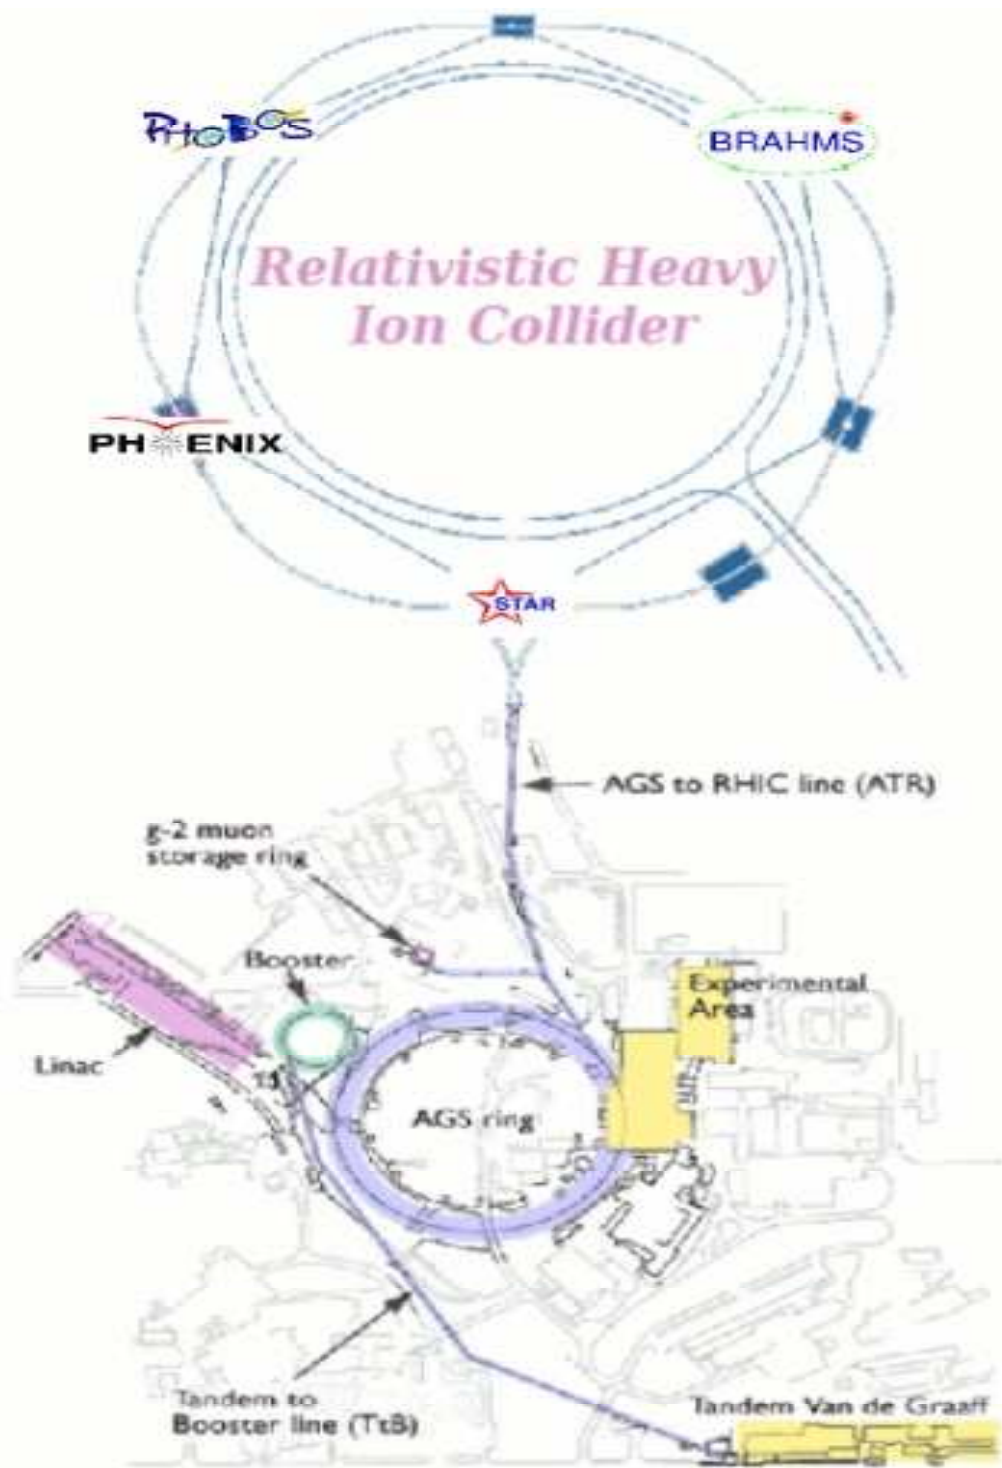 PHOBOS
BRAHMS
Relativistic Heavy
Ion Collider
PHOENIX
STAR
AGS to RHIC line (ATR)
g-2 muon
storage ring
Booster
Experimental
Area
Linac
AGS ring
Tandem to
Booster line (TtB)
Tandem Van de Graaff